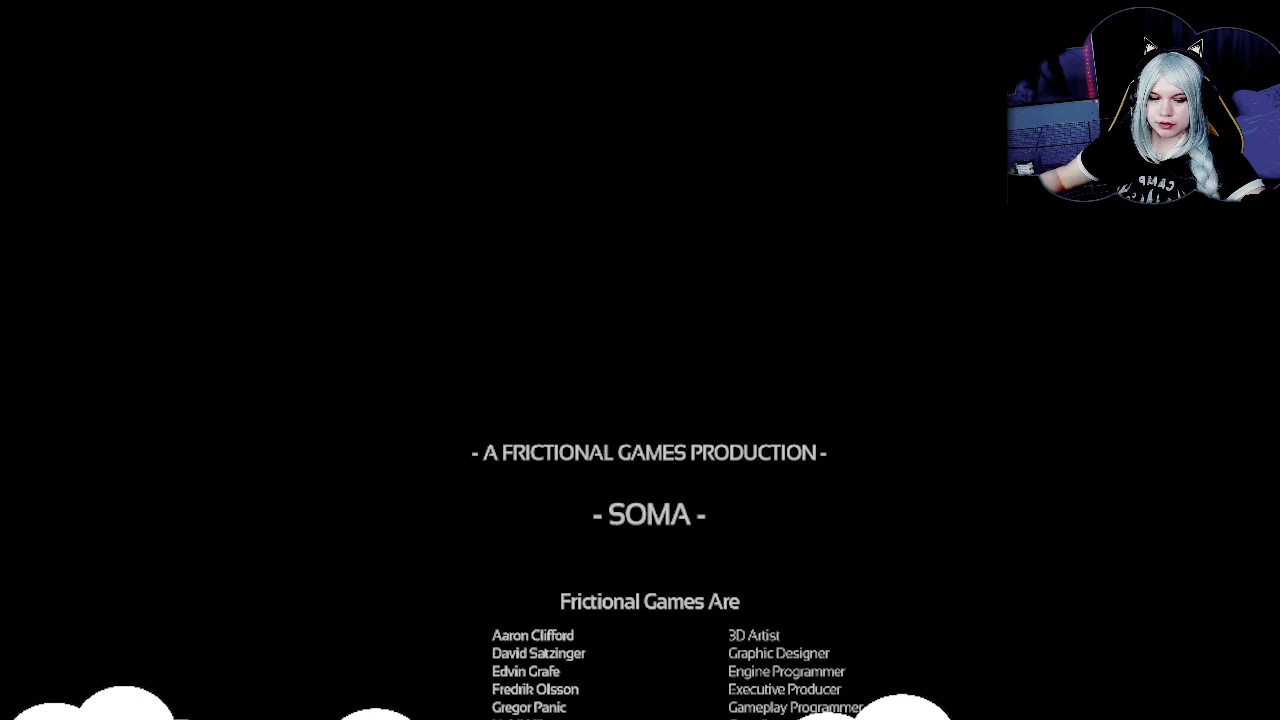 - A FRICTIONAL GAMES PRODUCTION -
- SOMA -
Frictional Games Are
Aaron Clifford 3D Artist
David Satzinger Graphic Designer
Edvin Grafe Engine Programmer
Fredrik Olsson Executive Producer
Gregor Panic Gameplay Programmer
CAMP